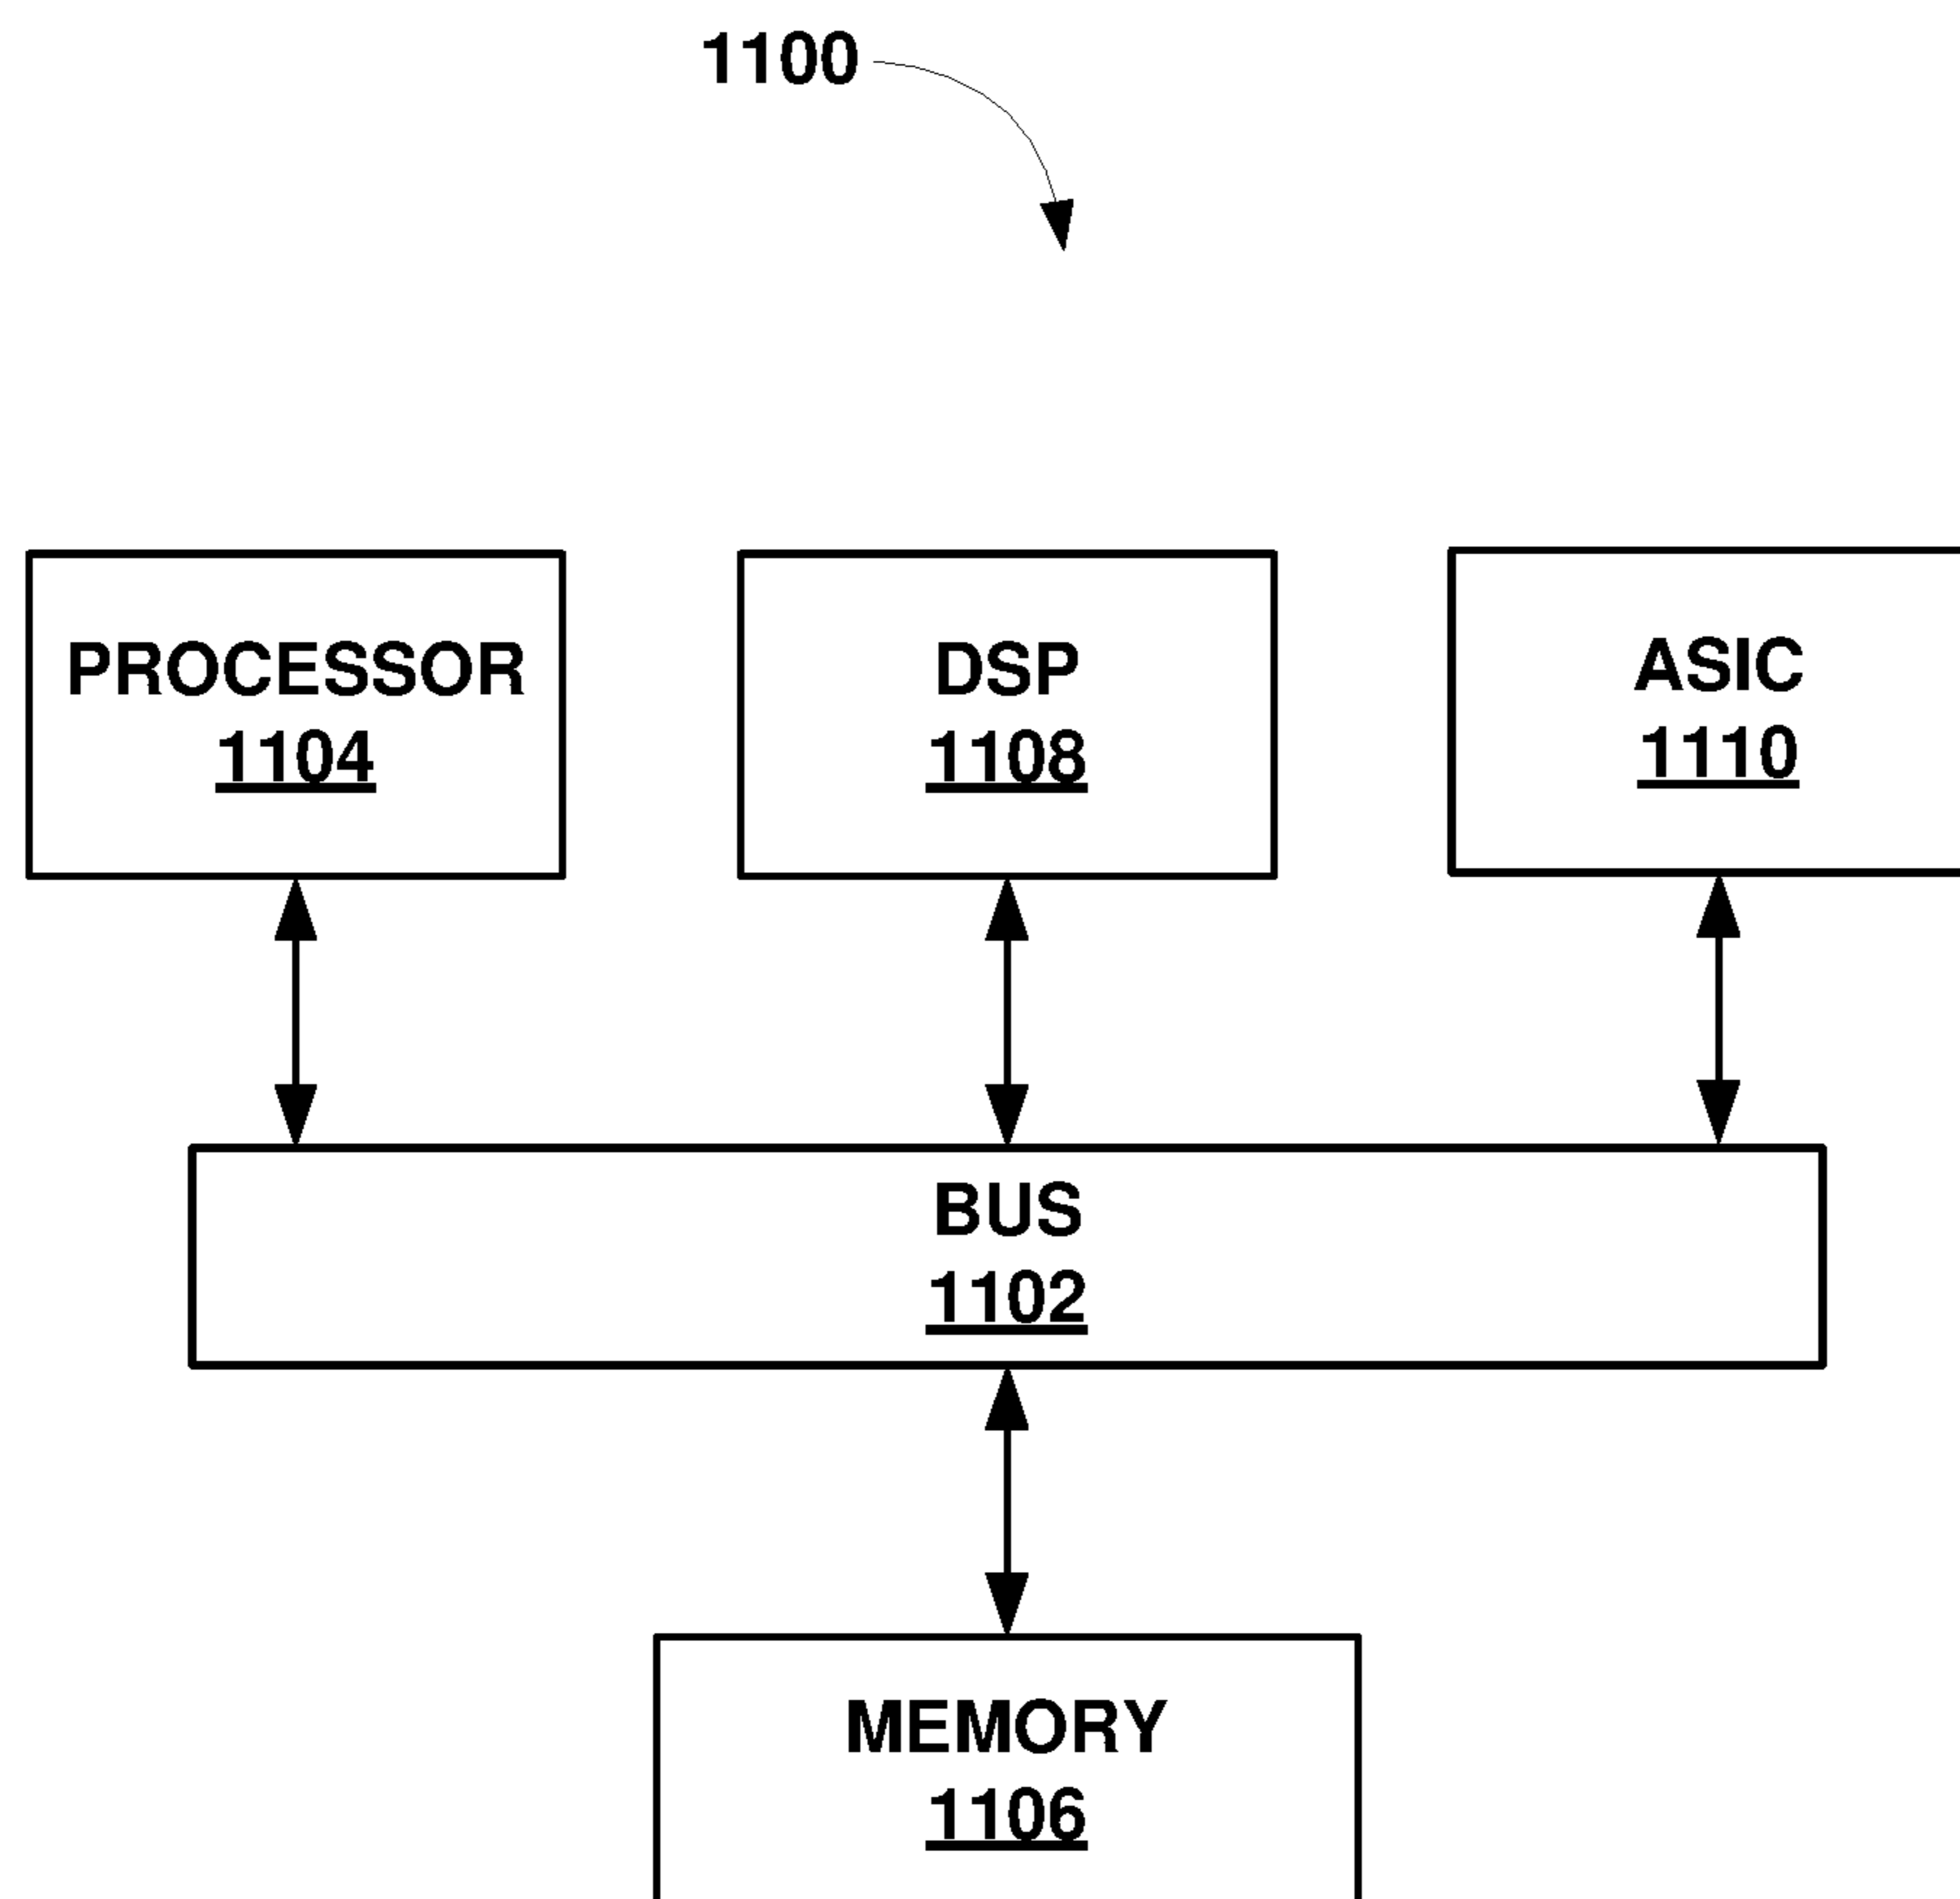 1100
PROCESSOR
1104
DSP
1108
ASIC
1110
BUS
1102
MEMORY
1106